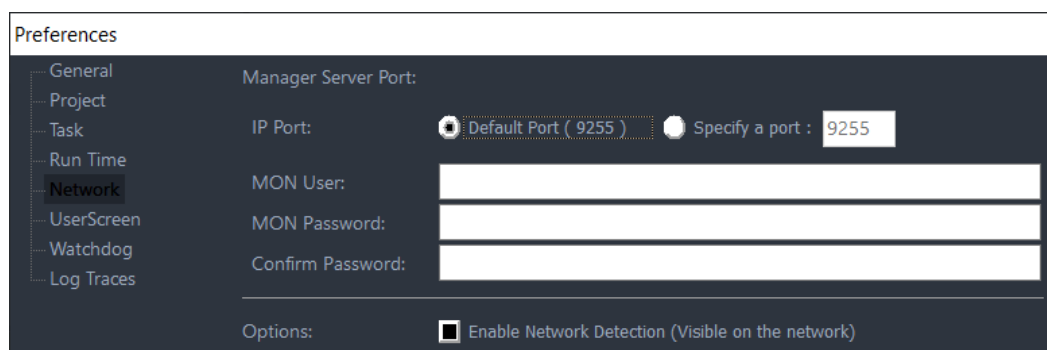 Preferences
General
Project
Task
Run Time
Network
UserScreen
Watchdog
Log Traces
Manager Server Port:
IP Port: Default Port ( 9255 ) Specify a port : 9255
MON User:
MON Password:
Confirm Password:
Options: Enable Network Detection (Visible on the network)